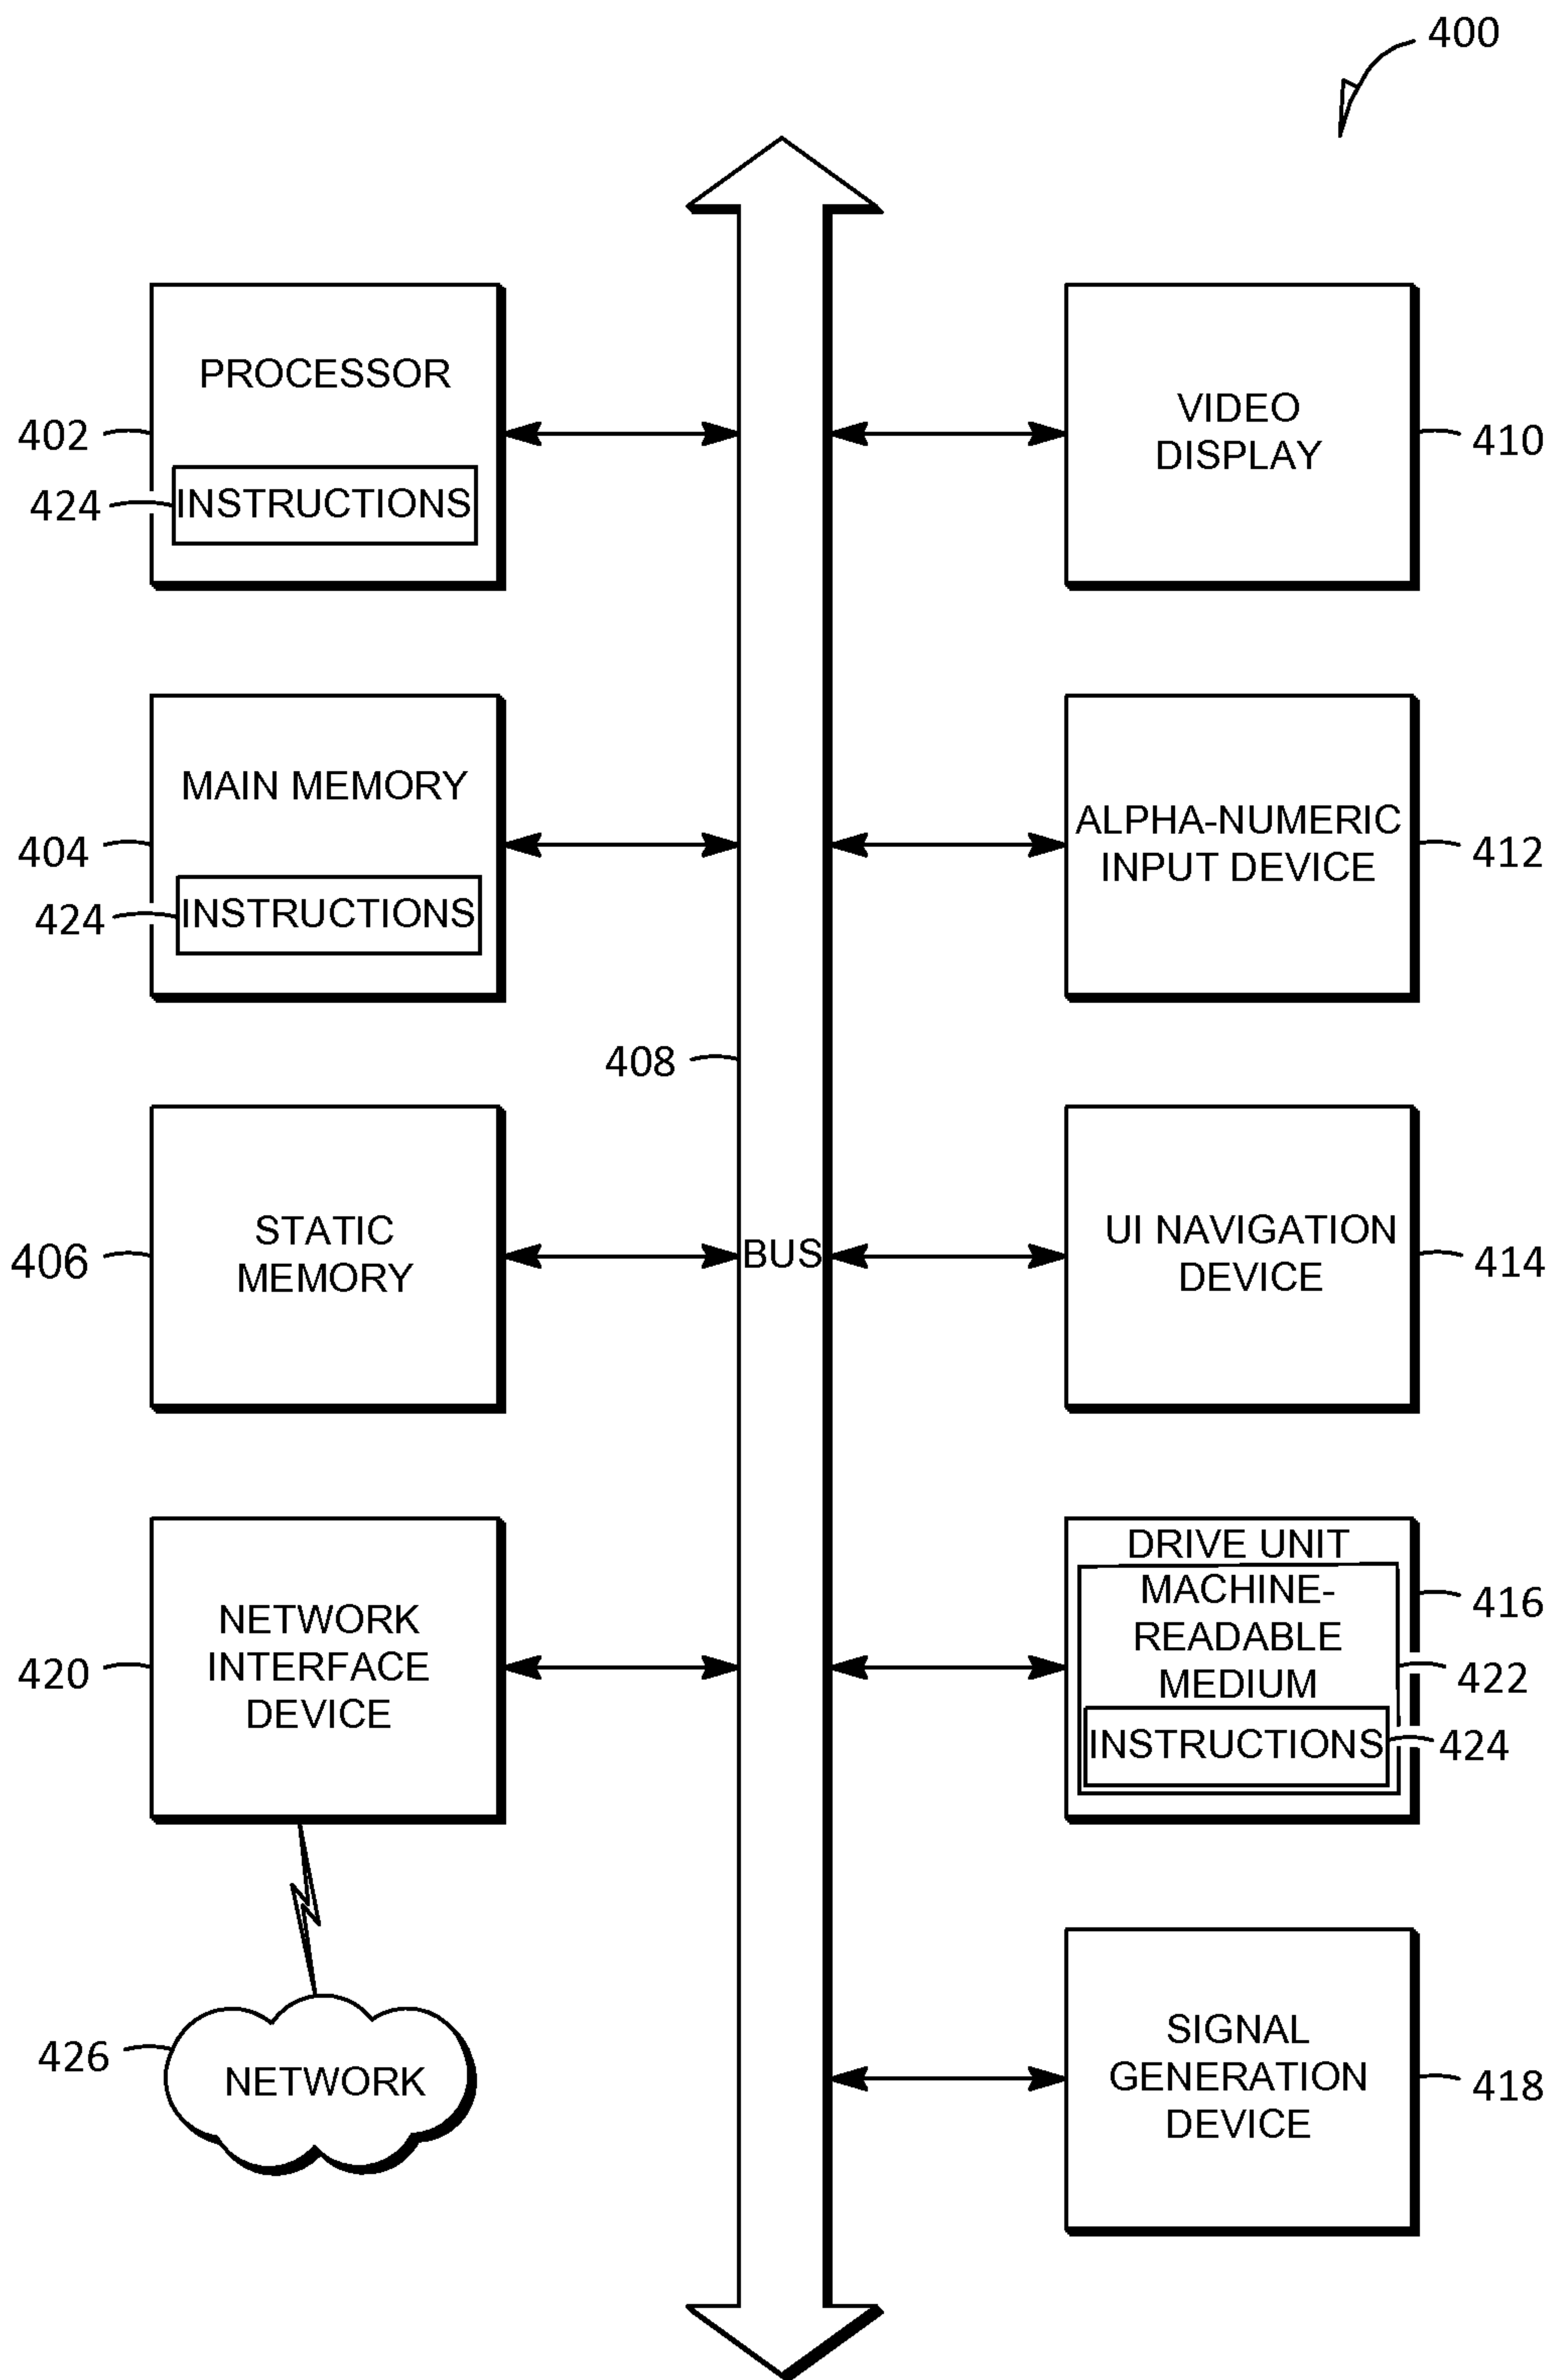 400
PROCESSOR
402
INSTRUCTIONS
424
VIDEO
DISPLAY
410
MAIN MEMORY
404
INSTRUCTIONS
424
ALPHA-NUMERIC
INPUT DEVICE
412
408
BUS
STATIC
MEMORY
406
UI NAVIGATION
DEVICE
414
NETWORK
INTERFACE
DEVICE
420
DRIVE UNIT
416
MACHINE-
READABLE
MEDIUM
422
INSTRUCTIONS
424
426
NETWORK
SIGNAL
GENERATION
DEVICE
418